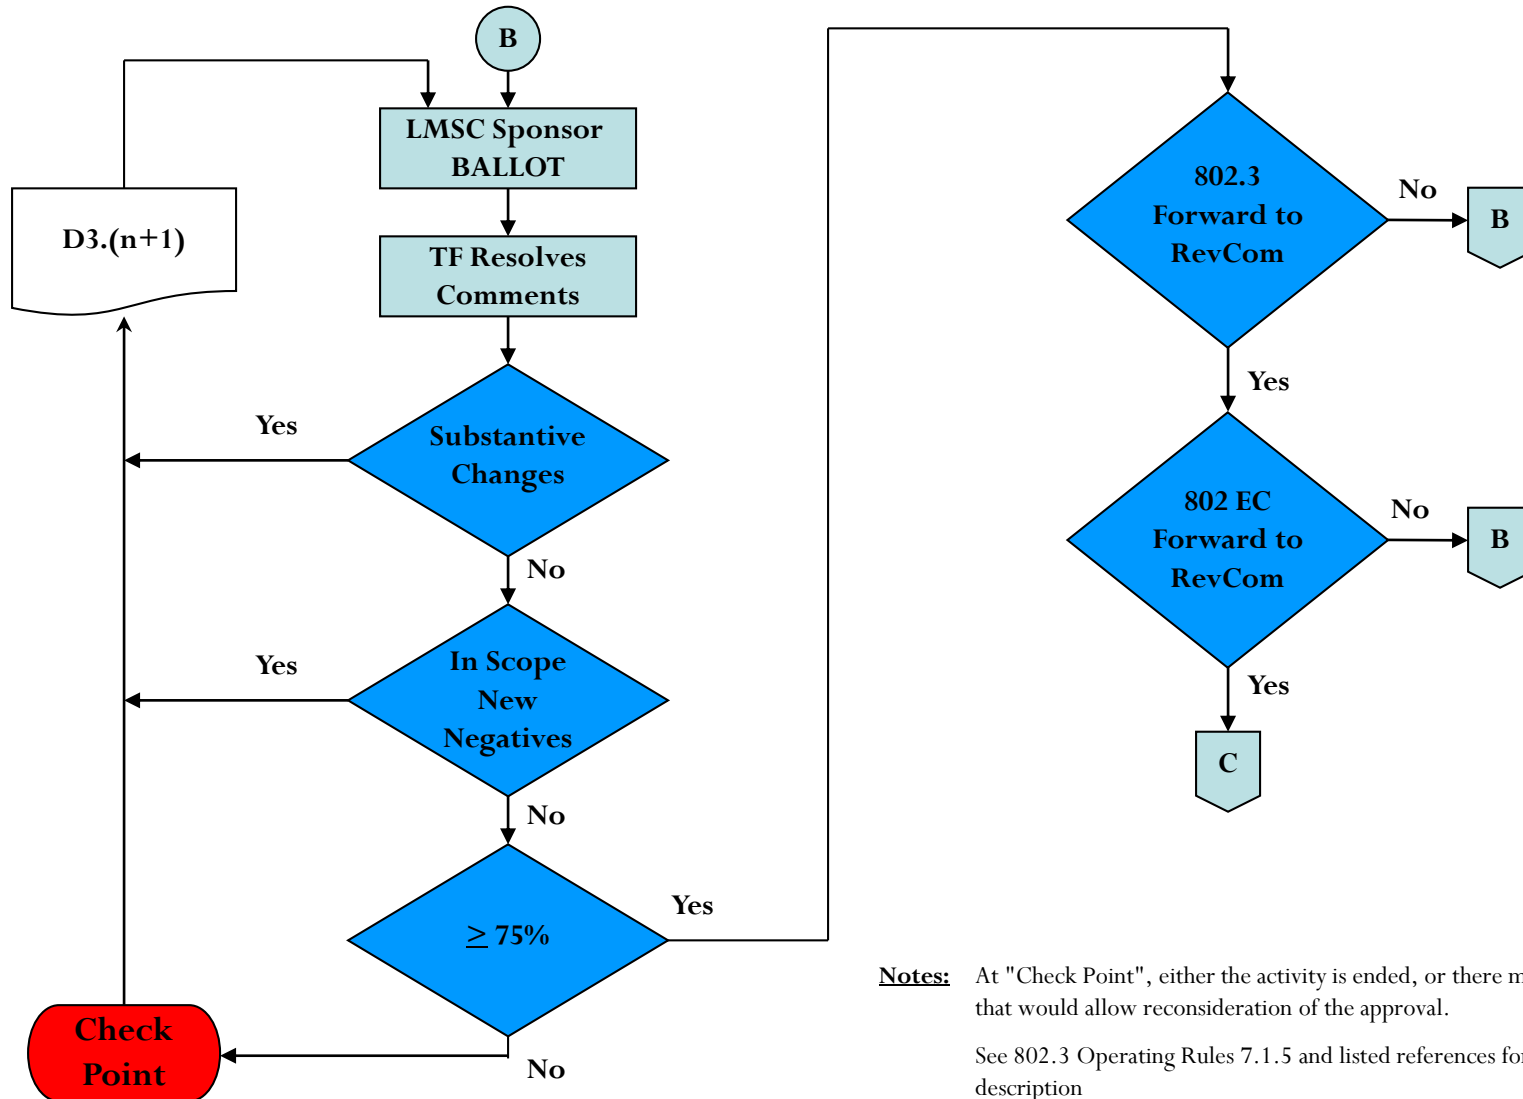 B
LMSC Sponsor
BALLOT
D3.(n+1)
TF Resolves
Comments
Yes
Substantive
Changes
No
Yes
In Scope
New
Negatives
No
≥ 75%
Yes
No
Check
Point
802.3
Forward to
RevCom
No
B
Yes
802 EC
Forward to
RevCom
No
B
Yes
C
Notes: At "Check Point", either the activity is ended, or there
that would allow reconsideration of the approval.
See 802.3 Operating Rules 7.1.5 and listed references for
description